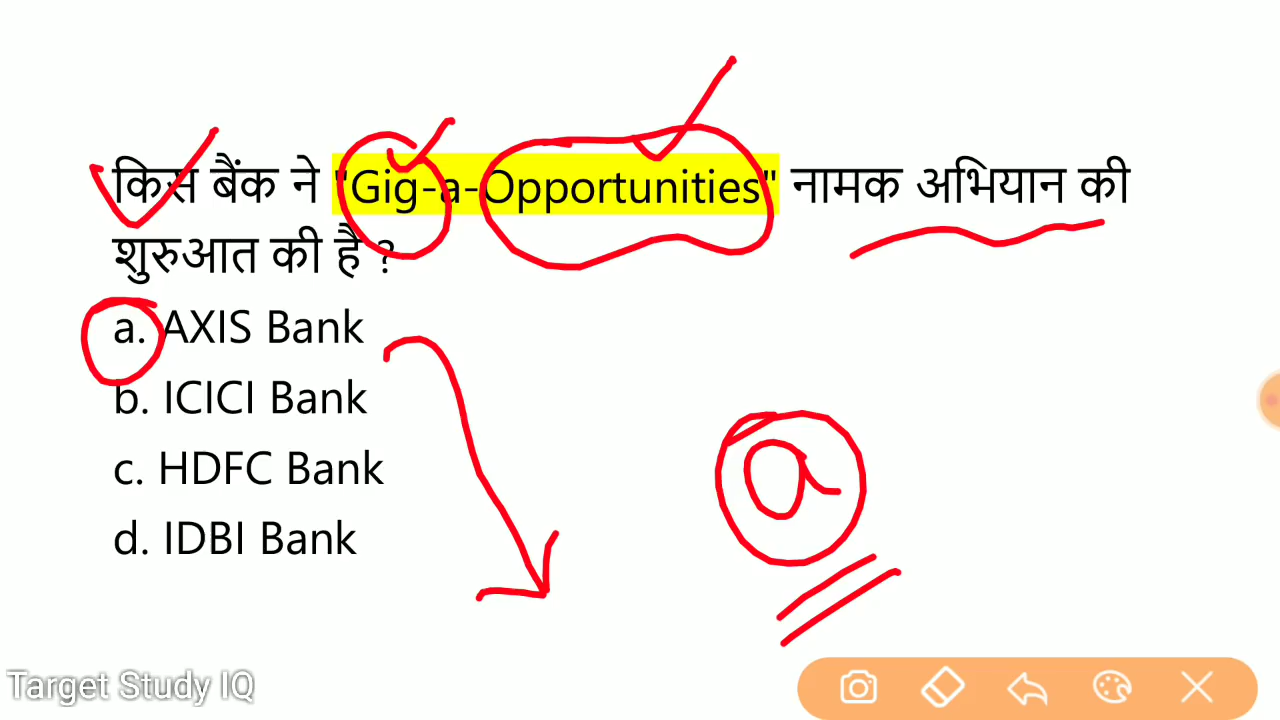 किस बैंक ने "Gig-a-Opportunities" नामक अभियान की
शुरुआत की है ?
a. AXIS Bank
b. ICICI Bank
c. HDFC Bank
d. IDBI Bank
a
Target Study IQ